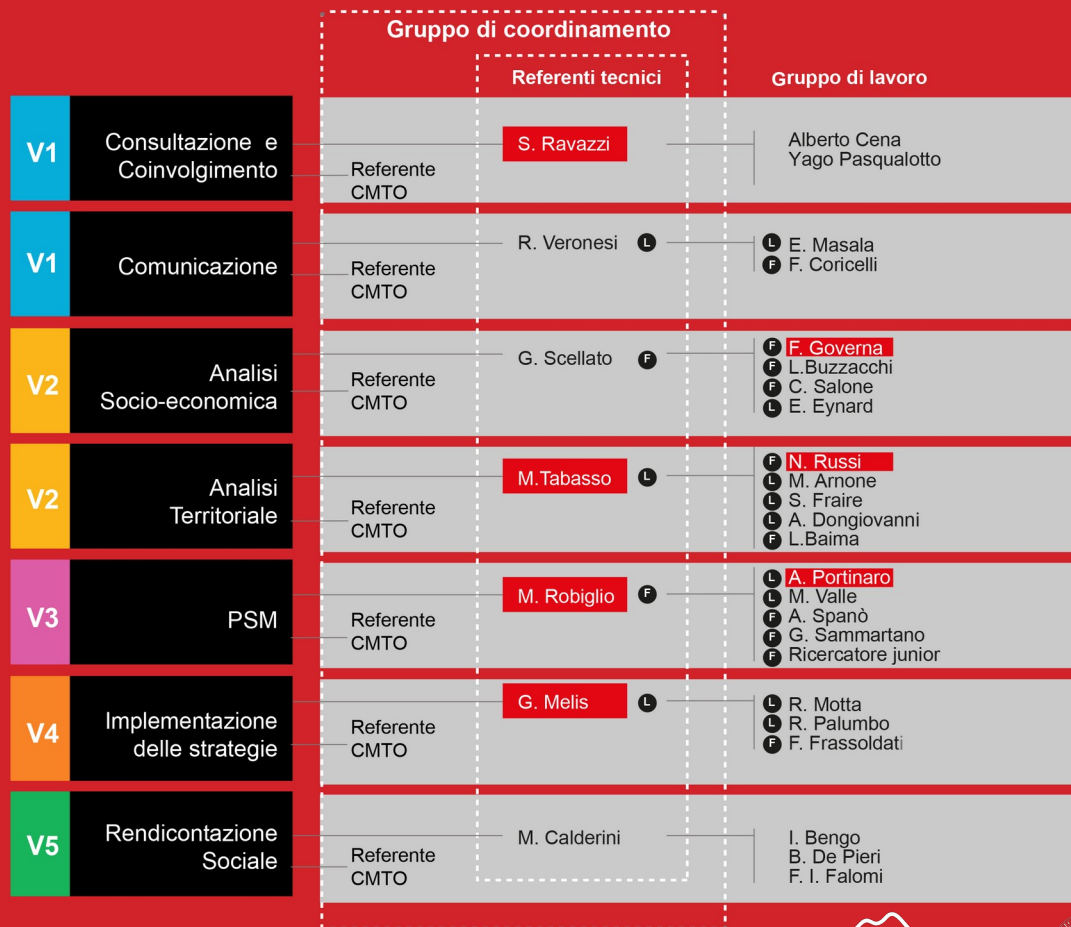 Gruppo di coordinamento
Referenti tecnici
Gruppo di lavoro
V1
Consultazione e
Coinvolgimento
Referente
CMTO
S. Ravazzi
Alberto Cena
Yago Pasqualotto
V1
Comunicazione
Referente
CMTO
R. Veronesi L
L E. Masala
F F. Coricelli
V2
Analisi
Socio-economica
Referente
CMTO
G. Scellato F
F F. Governa
F L.Buzzacchi
F C. Salone
L E. Eynard
V2
Analisi
Territoriale
Referente
CMTO
M.Tabasso L
F N. Russi
L M. Arnone
L S. Fraire
L A. Dongiovanni
F L.Baima
V3
PSM
Referente
CMTO
M. Robiglio F
L A. Portinaro
L M. Valle
F A. Spanò
F G. Sammartano
F Ricercatore junior
V4
Implementazione
delle strategie
Referente
CMTO
G. Melis L
L R. Motta
L R. Palumbo
F F. Frassoldati
V5
Rendicontazione
Sociale
Referente
CMTO
M. Calderini
I. Bengo
B. De Pieri
F. I. Falomi